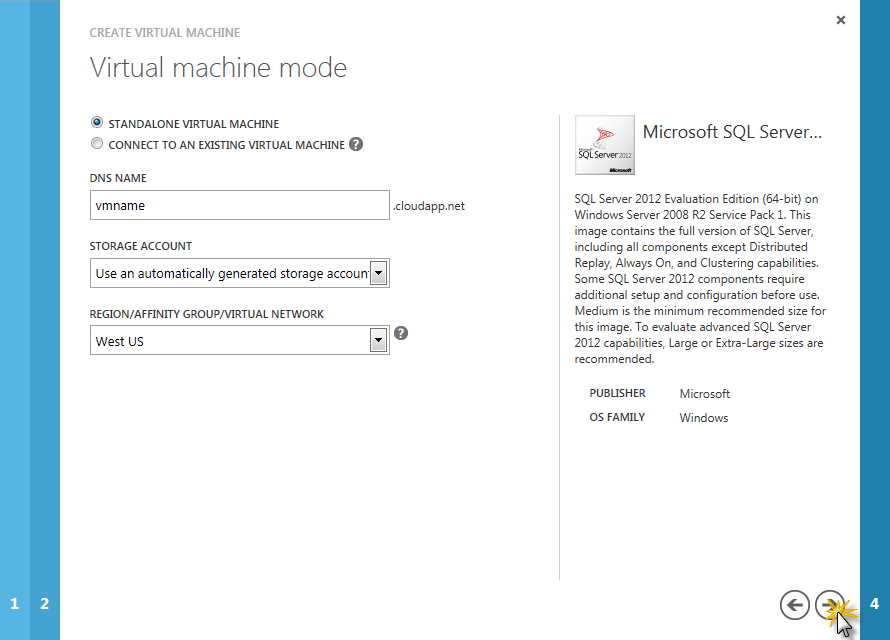 CREATE VIRTUAL MACHINE
Virtual machine mode
STANDALONE VIRTUAL MACHINE
CONNECT TO AN EXISTING VIRTUAL MACHINE ?
DNS NAME
vmname .cloudapp.net
STORAGE ACCOUNT
Use an automatically generated storage accoun
REGION/AFFINITY GROUP/VIRTUAL NETWORK
West US ?
Microsoft SQL Server...
Microsoft
SQL Server 2012
Microsoft
SQL Server 2012 Evaluation Edition (64-bit) on
Windows Server 2008 R2 Service Pack 1. This
image contains the full version of SQL Server,
including all components except Distributed
Replay, Always On, and Clustering capabilities.
Some SQL Server 2012 components require
additional setup and configuration before use.
Medium is the minimum recommended size for
this image. To evaluate advanced SQL Server
2012 capabilities, Large or Extra-Large sizes are
recommended.
PUBLISHER Microsoft
OS FAMILY Windows
1 2 4